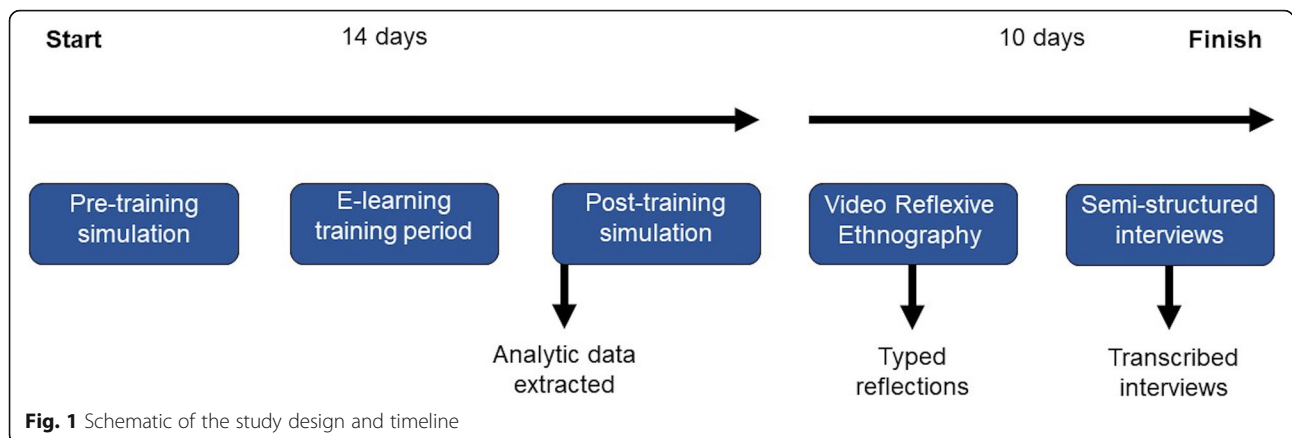 Start 14 days 10 days Finish
Pre-training
simulation
E-learning
training period
Post-training
simulation
Video Reflexive
Ethnography
Semi-structured
interviews
Analytic data
extracted
Typed
reflections
Transcribed
interviews
Fig. 1 Schematic of the study design and timeline